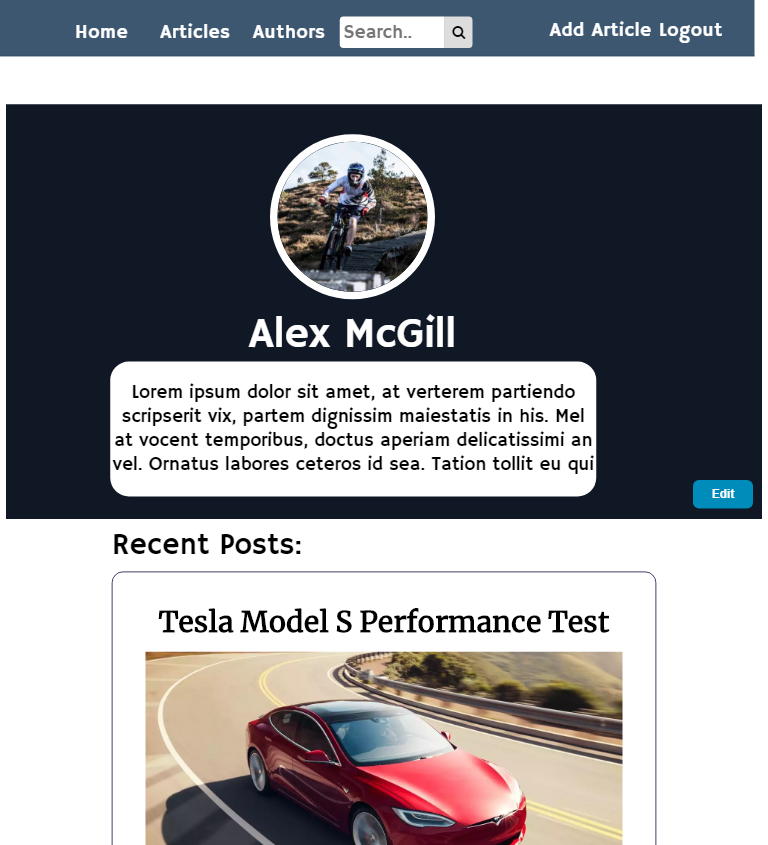 Home Articles Authors Search.. Add Article Logout
Alex McGill
Lorem ipsum dolor sit amet, at verterem partiendo
scripserit vix, partem dignissim maiestatis in his. Mel
at vocent temporibus, doctus aperiam delicatissimi an
vel. Ornatus labores ceteros id sea. Tation tollit eu qui
Edit
Recent Posts:
Tesla Model S Performance Test